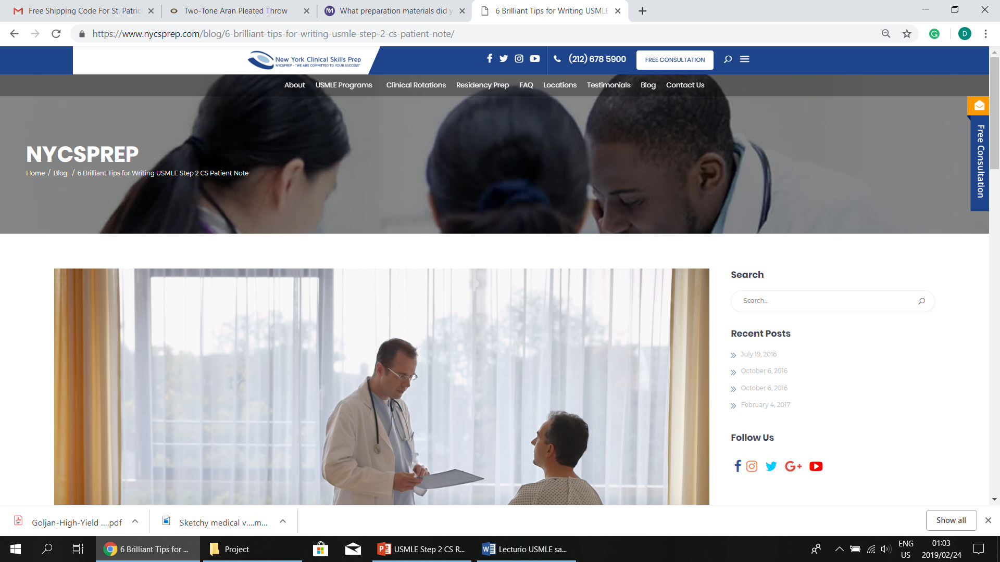 Free Shipping Code For St. Patric
Two-Tone Aran Pleated Throw
What preparation materials did y
6 Brilliant Tips for Writing USMLE
https://www.nycsprep.com/blog/6-brilliant-tips-for-writing-usmle-step-2-cs-patient-note/
D
New York Clinical Skills Prep
NYCSPREP - "WE ARE COMMITTED TO YOUR SUCCESS"
(212) 678 5900
FREE CONSULTATION
About USMLE Programs Clinical Rotations Residency Prep FAQ Locations Testimonials Blog Contact Us
Free Consultation
NYCSPREP
Home / Blog / 6 Brilliant Tips for Writing USMLE Step 2 CS Patient Note
Search
Search...
Recent Posts
July 19, 2016
October 6, 2016
October 6, 2016
February 4, 2017
Follow Us
Goljan-High-Yield ....pdf
Sketchy medical v....m...
Show all
6 Brilliant Tips for ...
Project
USMLE Step 2 CS R...
Lecturio USMLE sa...
ENG
US
01:03
2019/02/24